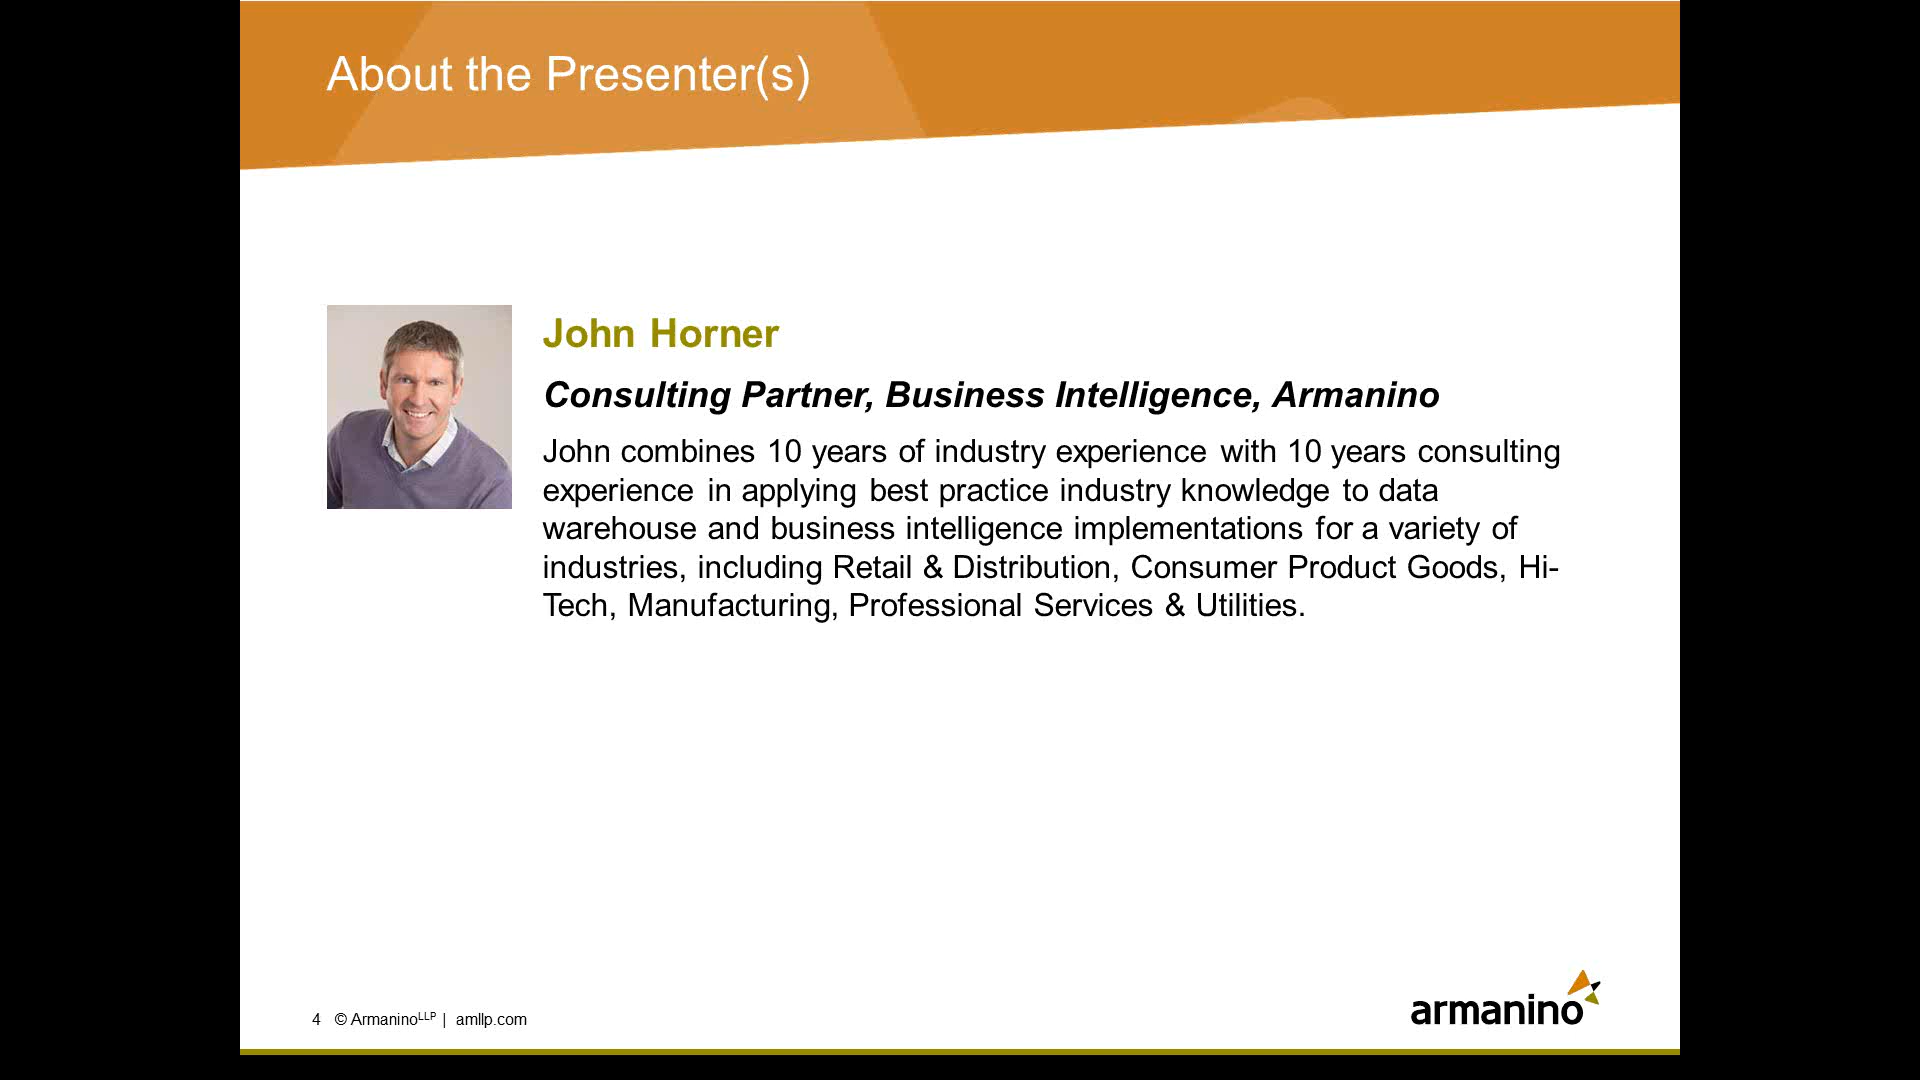 About the Presenter(s)
John Horner
Consulting Partner, Business Intelligence, Armanino
John combines 10 years of industry experience with 10 years consulting
experience in applying best practice industry knowledge to data
warehouse and business intelligence implementations for a variety of
industries, including Retail & Distribution, Consumer Product Goods, Hi-
Tech, Manufacturing, Professional Services & Utilities.
4 © ArmaninoLLP | amllp.com
armanino